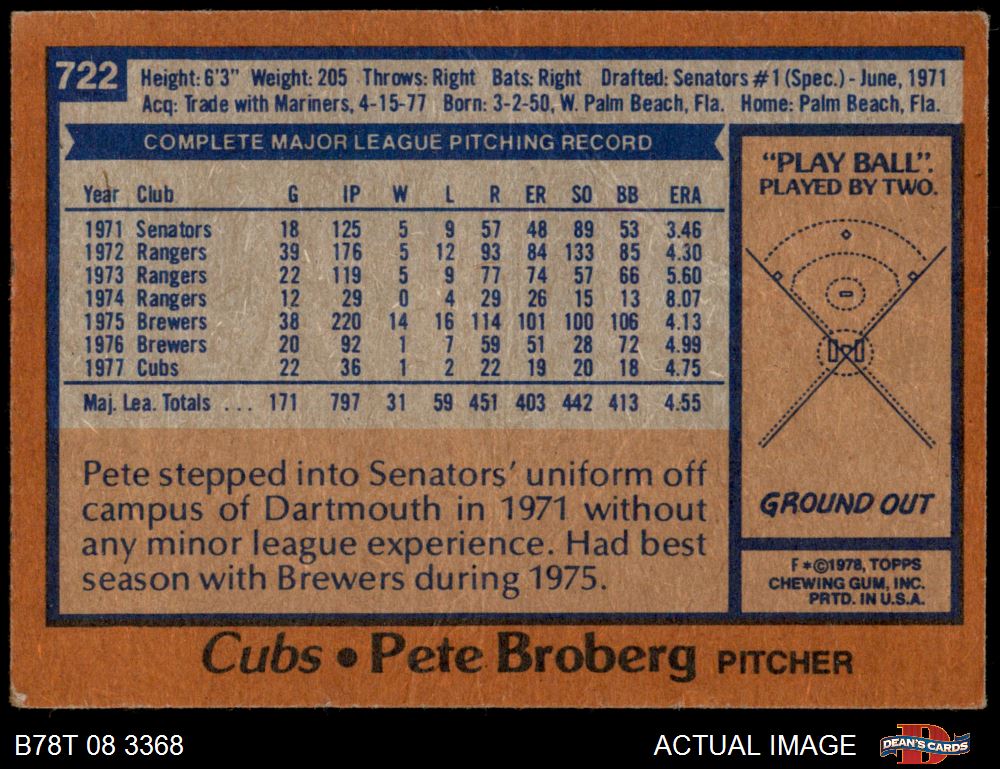 722
Height: 6'3" Weight: 205 Throws: Right Bats: Right Drafted: Senators #1 (Spec.) - June, 1971
Acq: Trade with Mariners, 4-15-77 Born: 3-2-50, W. Palm Beach, Fla. Home: Palm Beach, Fla.
COMPLETE MAJOR LEAGUE PITCHING RECORD
Year Club G IP W L R ER SO BB ERA
1971 Senators 18 125 5 9 57 48 89 53 3.46
1972 Rangers 39 176 5 12 93 84 133 85 4.30
1973 Rangers 22 119 5 9 77 74 57 66 5.60
1974 Rangers 12 29 0 4 29 26 15 13 8.07
1975 Brewers 38 220 14 16 114 101 100 106 4.13
1976 Brewers 20 92 1 7 59 51 28 72 4.99
1977 Cubs 22 36 1 2 22 19 20 18 4.75
Maj. Lea. Totals ... 171 797 31 59 451 403 442 413 4.55
Pete stepped into Senators' uniform off
campus of Dartmouth in 1971 without
any minor league experience. Had best
season with Brewers during 1975.
"PLAY BALL".
PLAYED BY TWO.
GROUND OUT
F*©1978, TOPPS
CHEWING GUM, INC.
PRTD. IN U.S.A.
Cubs • Pete Broberg PITCHER
B78T 08 3368
ACTUAL IMAGE
D
DEAN'S CARDS